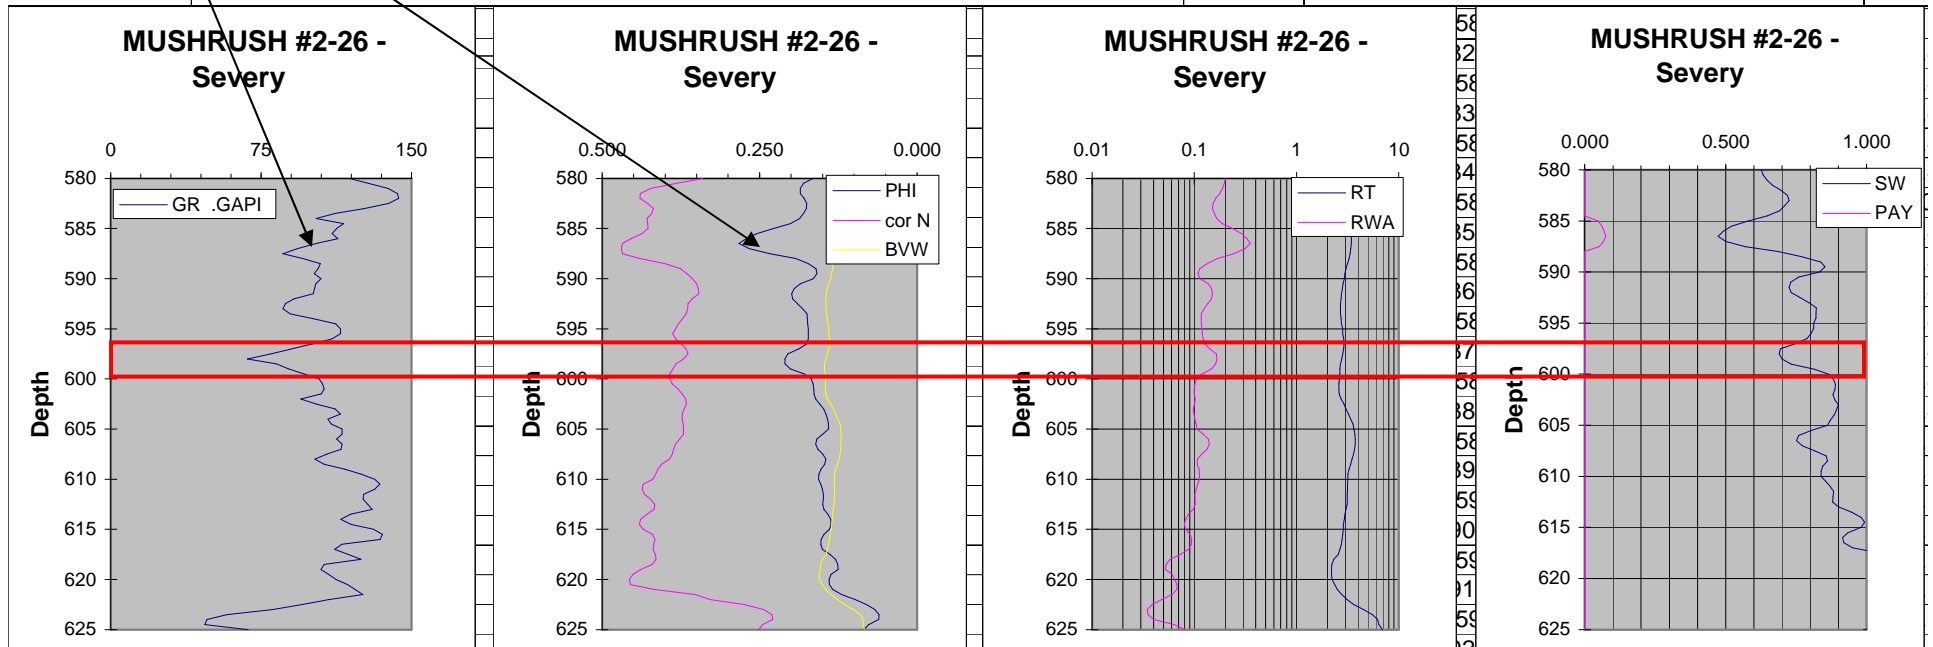 MUSHRUSH #2-26 -
Severy
0 75 150
580
585
590
595
600
605
610
615
620
625
Depth
GR .GAPI
MUSHRUSH #2-26 -
Severy
0.500 0.250 0.000
580
585
590
595
600
605
610
615
620
625
Depth
PHI
cor N
BVW
MUSHRUSH #2-26 -
Severy
0.01 0.1 1 10
580
585
590
595
600
605
610
615
620
625
Depth
RT
RWA
MUSHRUSH #2-26 -
Severy
0.000 0.500 1.000
580
585
590
595
600
605
610
615
620
625
Depth
SW
PAY